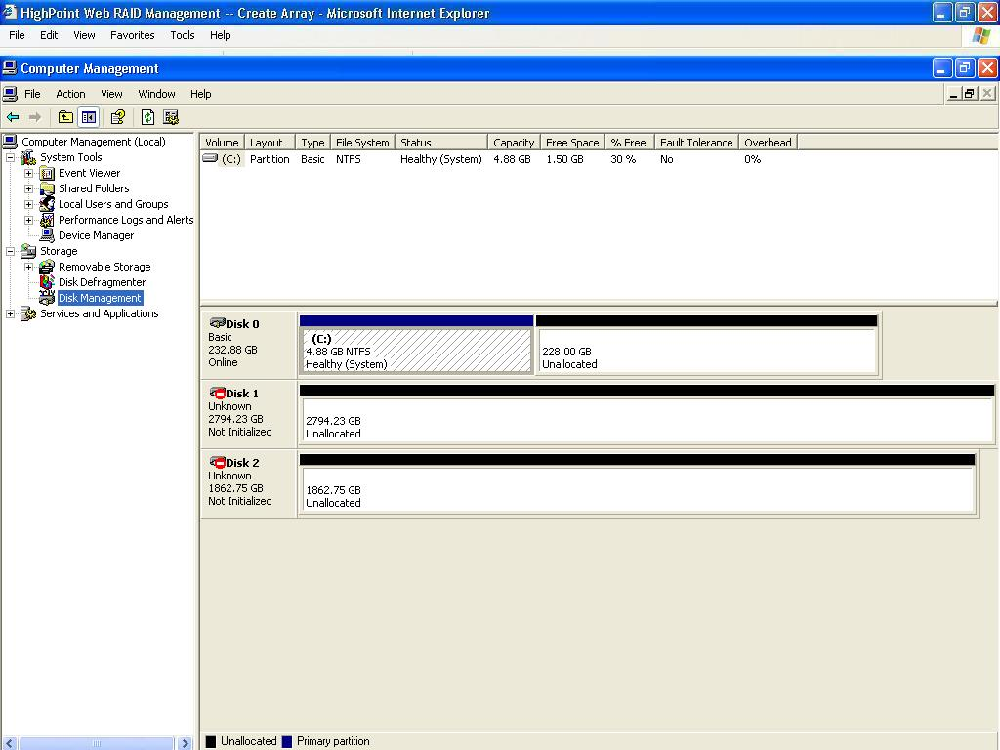 HighPoint Web RAID Management -- Create Array - Microsoft Internet Explorer
File Edit View Favorites Tools Help
Computer Management
File Action View Window Help
Computer Management (Local)
System Tools
Event Viewer
Shared Folders
Local Users and Groups
Performance Logs and Alerts
Device Manager
Storage
Removable Storage
Disk Defragmenter
Disk Management
Services and Applications
Volume Layout Type File System Status Capacity Free Space % Free Fault Tolerance Overhead
(C:) Partition Basic NTFS Healthy (System) 4.88 GB 1.50 GB 30 % No 0%
Disk 0
Basic
232.88 GB
Online
(C:)
4.88 GB NTFS
Healthy (System)
228.00 GB
Unallocated
Disk 1
Unknown
2794.23 GB
Not Initialized
2794.23 GB
Unallocated
Disk 2
Unknown
1862.75 GB
Not Initialized
1862.75 GB
Unallocated
Unallocated Primary partition